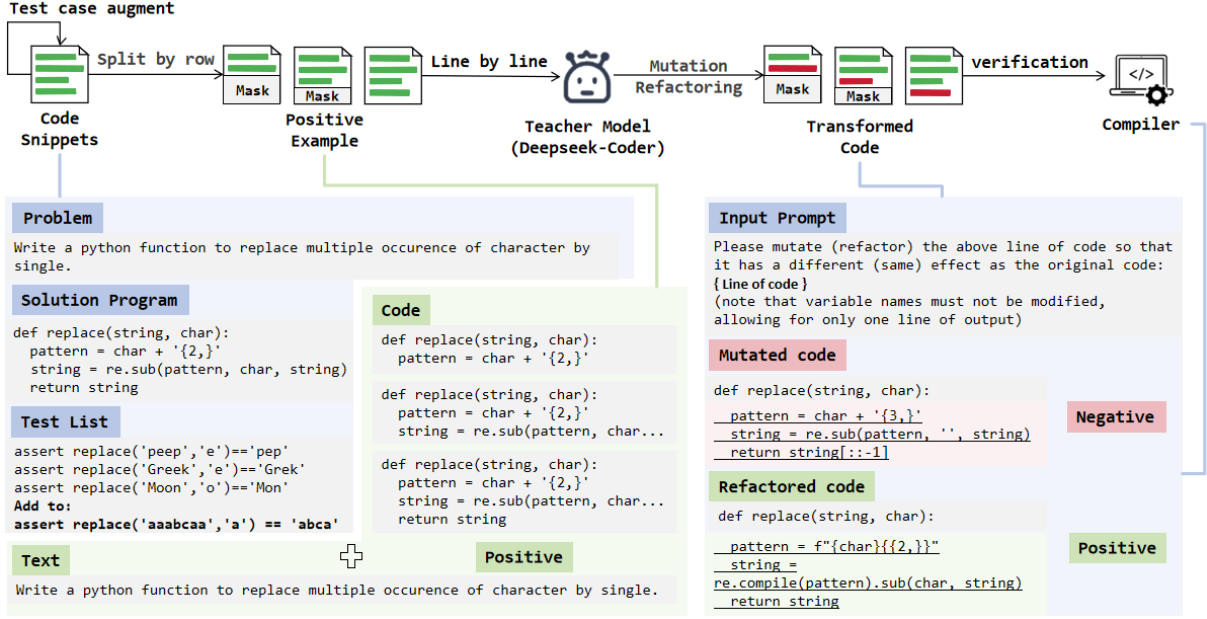 Test case augment
Split by row
Mask
Mask
Line by line
Mutation
Refactoring
Mask
Mask
verification
</>
Code
Snippets
Positive
Example
Teacher Model
(Deepseek-Coder)
Transformed
Code
Compiler
Problem
Write a python function to replace multiple occurence of character by
single.
Solution Program
def replace(string, char):
pattern = char + '{2,}'
string = re.sub(pattern, char, string)
return string
Test List
assert replace('peep','e')=='pep'
assert replace('Greek','e')=='Grek'
assert replace('Moon','o')=='Mon'
Add to:
assert replace('aaabcaa','a') == 'abca'
Code
def replace(string, char):
pattern = char + '{2,}'
def replace(string, char):
pattern = char + '{2,}'
string = re.sub(pattern, char...
def replace(string, char):
pattern = char + '{2,}'
string = re.sub(pattern, char...
return string
Text
Positive
Write a python function to replace multiple occurence of character by single.
Input Prompt
Please mutate (refactor) the above line of code so that
it has a different (same) effect as the original code:
{ Line of code }
(note that variable names must not be modified,
allowing for only one line of output)
Mutated code
def replace(string, char):
pattern = char + '{3,}'
string = re.sub(pattern, '', string)
return string[::-1]
Negative
Refactored code
def replace(string, char):
pattern = f"{char}{{2,}}"
string =
re.compile(pattern).sub(char, string)
return string
Positive